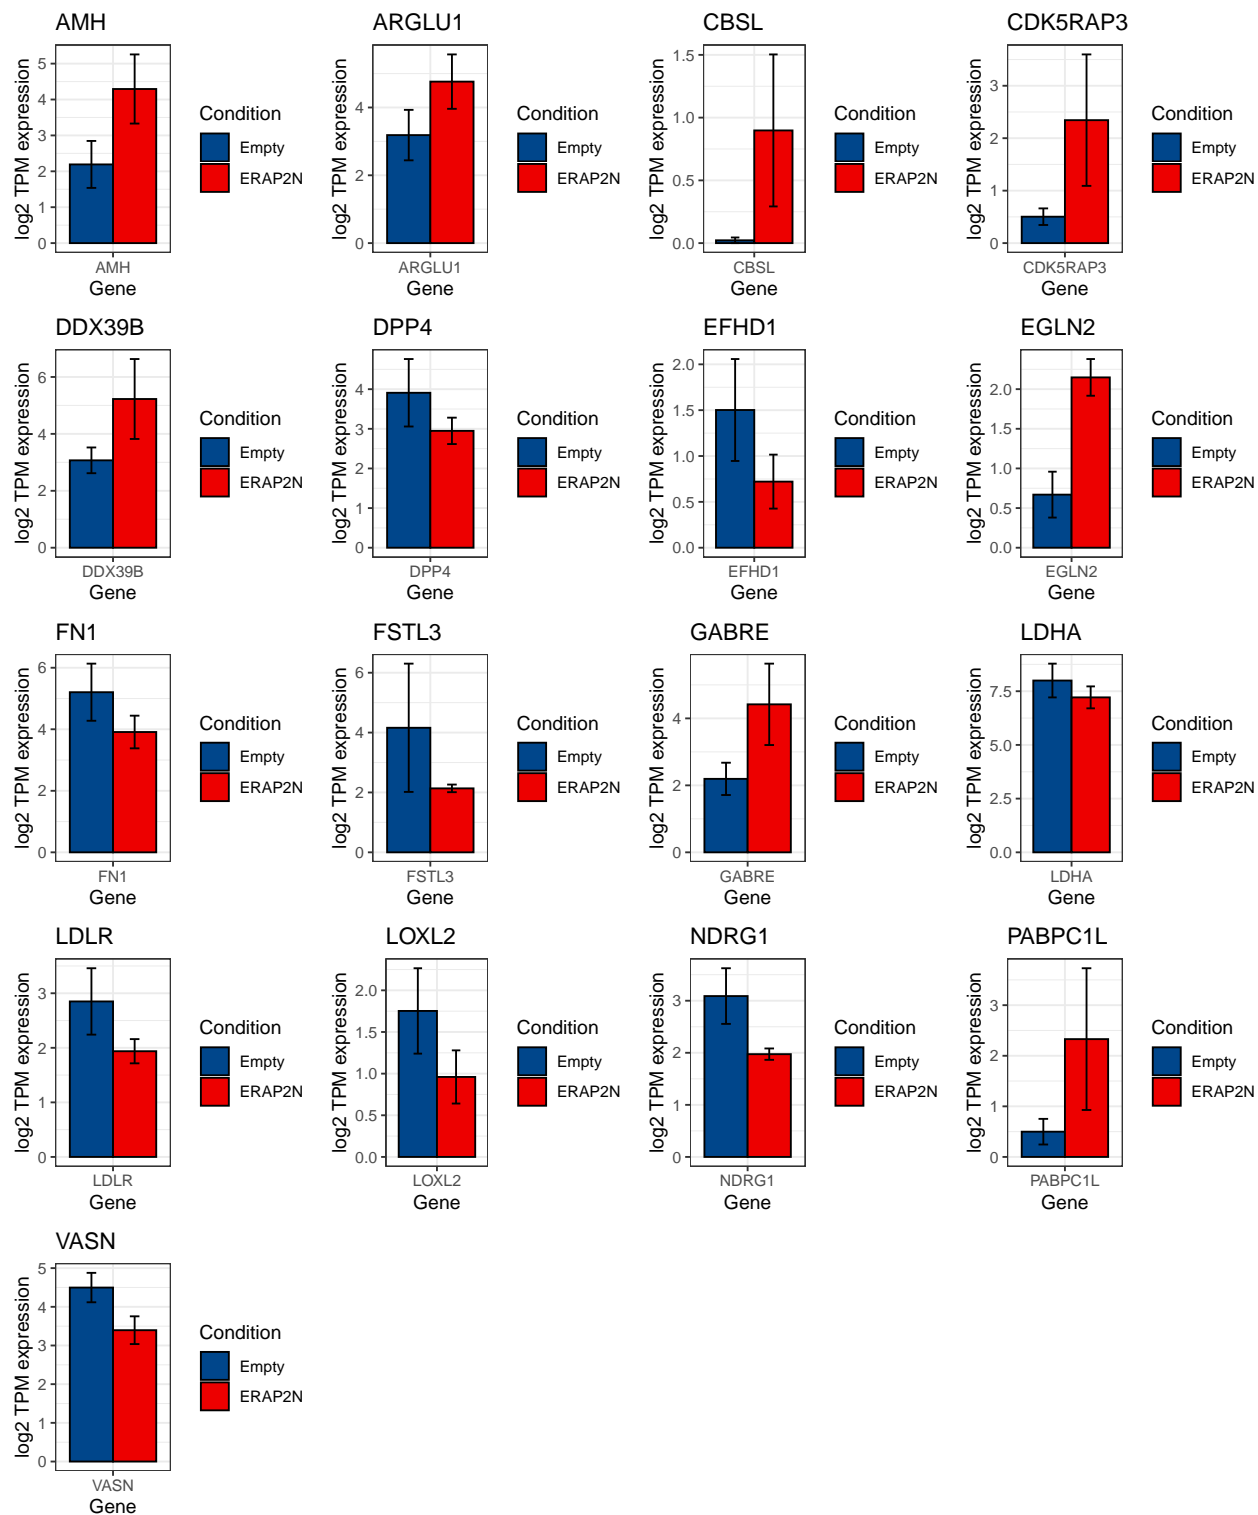 AMH
log2 TPM expression
5
4
3
2
1
0
AMH
Gene
Condition
Empty
ERAP2N
ARGLU1
log2 TPM expression
4
2
0
ARGLU1
Gene
Condition
Empty
ERAP2N
CBSL
log2 TPM expression
1.5
1.0
0.5
0.0
CBSL
Gene
Condition
Empty
ERAP2N
CDK5RAP3
log2 TPM expression
3
2
1
0
CDK5RAP3
Gene
Condition
Empty
ERAP2N
DDX39B
log2 TPM expression
6
4
2
0
DDX39B
Gene
Condition
Empty
ERAP2N
DPP4
log2 TPM expression
4
3
2
1
0
DPP4
Gene
Condition
Empty
ERAP2N
EFHD1
log2 TPM expression
2.0
1.5
1.0
0.5
0.0
EFHD1
Gene
Condition
Empty
ERAP2N
EGLN2
log2 TPM expression
2.0
1.5
1.0
0.5
0.0
EGLN2
Gene
Condition
Empty
ERAP2N
FN1
log2 TPM expression
6
4
2
0
FN1
Gene
Condition
Empty
ERAP2N
FSTL3
log2 TPM expression
6
4
2
0
FSTL3
Gene
Condition
Empty
ERAP2N
GABRE
log2 TPM expression
4
2
0
GABRE
Gene
Condition
Empty
ERAP2N
LDHA
log2 TPM expression
7.5
5.0
2.5
0.0
LDHA
Gene
Condition
Empty
ERAP2N
LDLR
log2 TPM expression
3
2
1
0
LDLR
Gene
Condition
Empty
ERAP2N
LOXL2
log2 TPM expression
2.0
1.5
1.0
0.5
0.0
LOXL2
Gene
Condition
Empty
ERAP2N
NDRG1
log2 TPM expression
3
2
1
0
NDRG1
Gene
Condition
Empty
ERAP2N
PABPC1L
log2 TPM expression
3
2
1
0
PABPC1L
Gene
Condition
Empty
ERAP2N
VASN
log2 TPM expression
5
4
3
2
1
0
VASN
Gene
Condition
Empty
ERAP2N